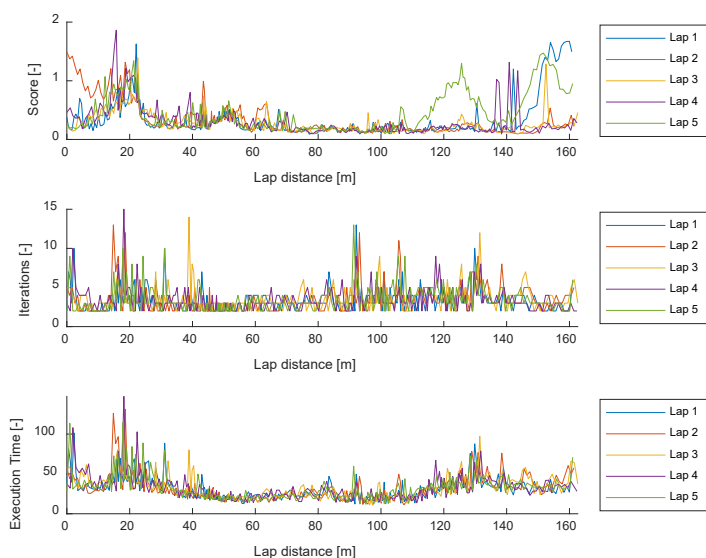 2
1
0
Score [-]
0 20 40 60 80 100 120 140 160
Lap distance [m]
Lap 1
Lap 2
Lap 3
Lap 4
Lap 5
15
10
5
0
Iterations [-]
0 20 40 60 80 100 120 140 160
Lap distance [m]
Lap 1
Lap 2
Lap 3
Lap 4
Lap 5
100
50
0
Execution Time [-]
0 20 40 60 80 100 120 140 160
Lap distance [m]
Lap 1
Lap 2
Lap 3
Lap 4
Lap 5